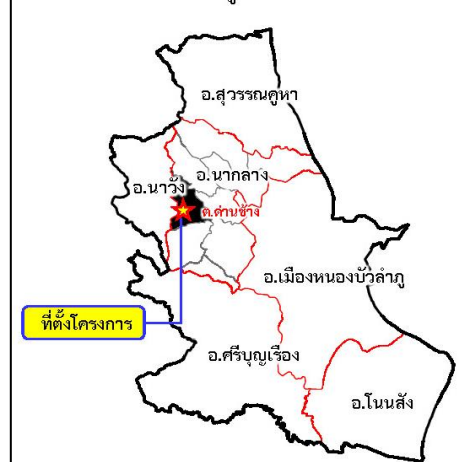 อ.สุวรรณคูหา
อ.นากลาง
อ.นาวัง
ต.ด่านช้าง
อ.เมืองหนองบัวลำภู
ที่ตั้งโครงการ
อ.ศรีบุญเรือง
อ.โนนสัง